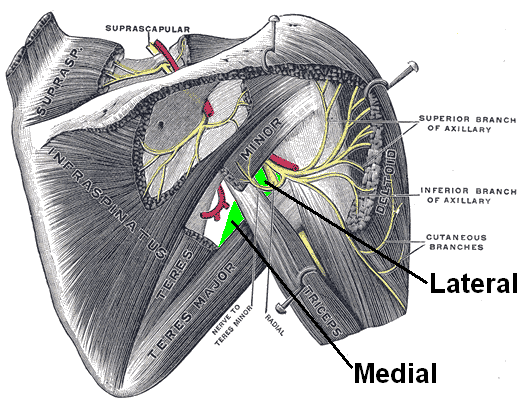 SUPRASCAPULAR
SUPRASP.
MINOR
SUPERIOR BRANCH
OF AXILLARY
DELTOID
INFRASPINATUS
INFERIOR BRANCH
OF AXILLARY
CUTANEOUS
BRANCHES
TERES
TERES MAJOR
NERVE TO
TERES MINOR
RADIAL
TRICEPS
Lateral
Medial